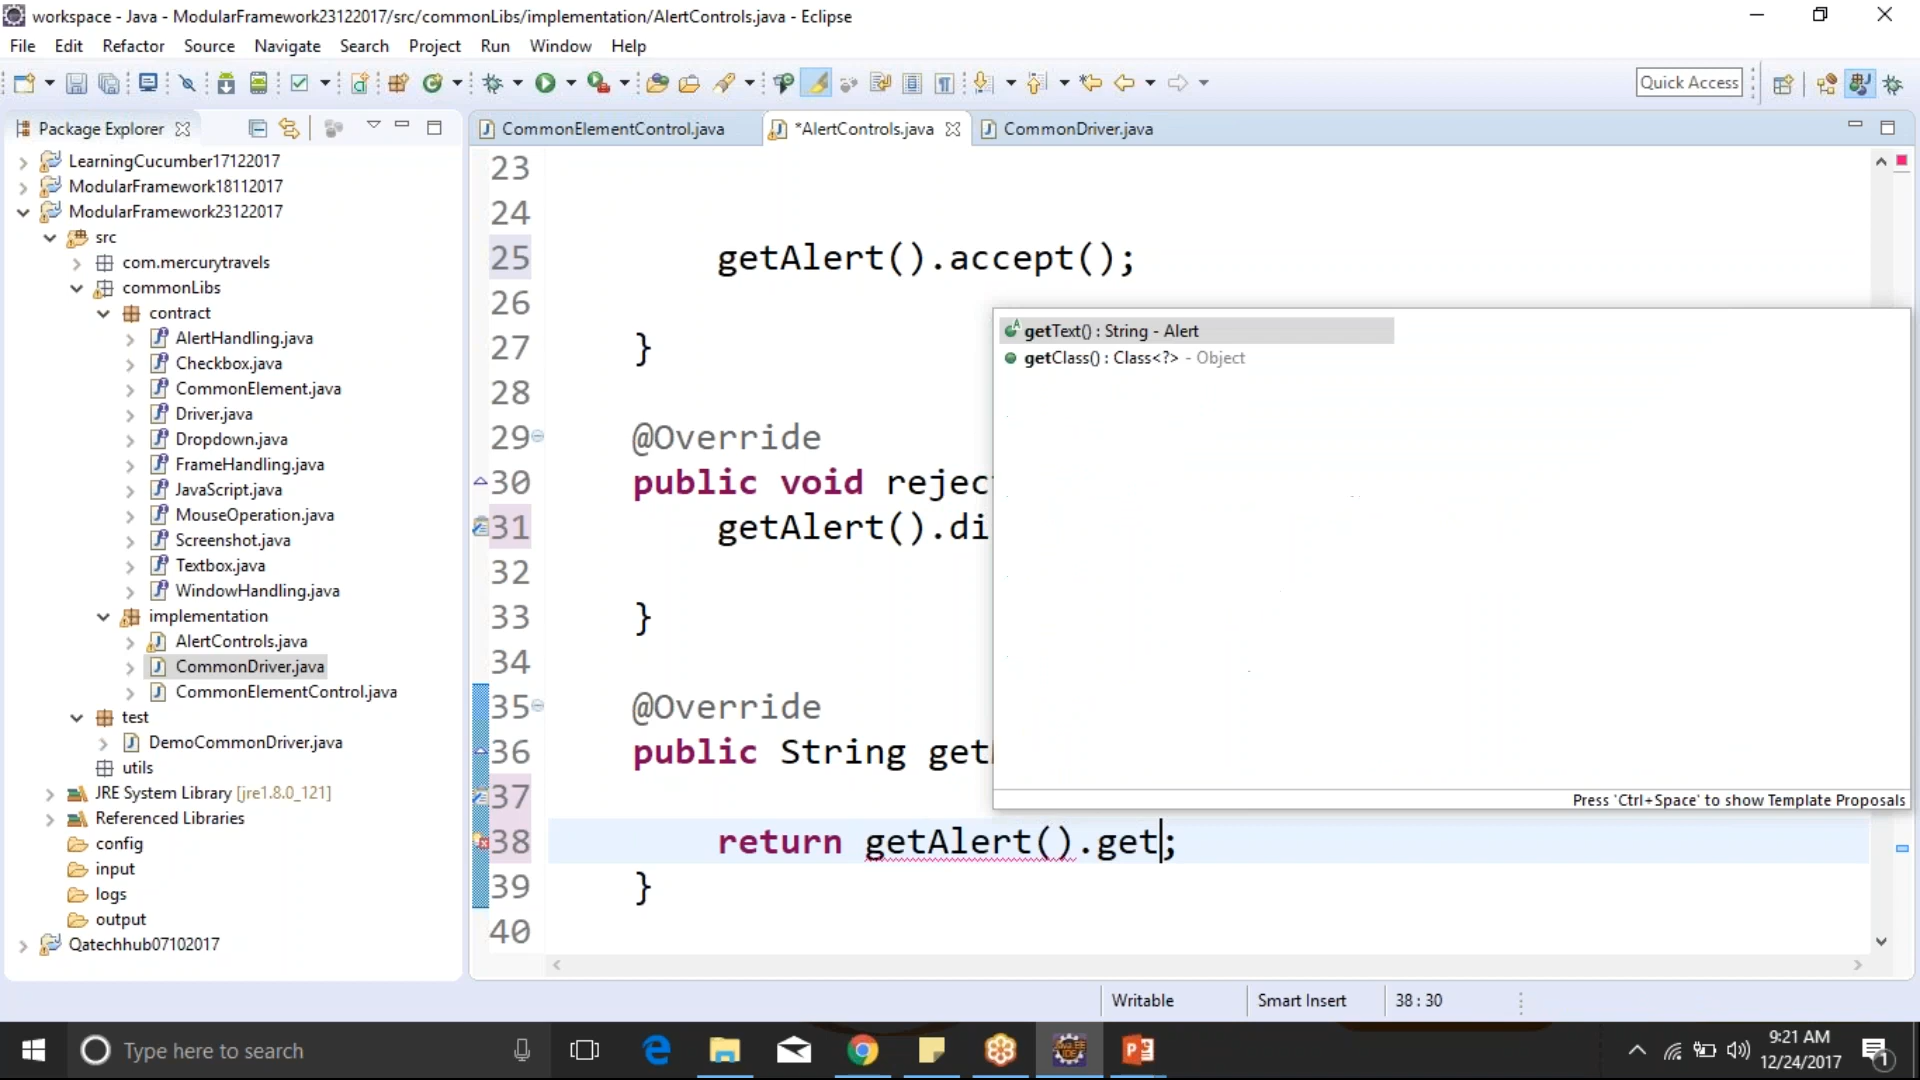 workspace - Java - ModularFramework23122017/src/commonLibs/implementation/AlertControls.java - Eclipse
File Edit Refactor Source Navigate Search Project Run Window Help
Quick Access
Package Explorer
CommonElementControl.java
*AlertControls.java
CommonDriver.java
LearningCucumber17122017
ModularFramework18112017
ModularFramework23122017
src
com.mercurytravels
commonLibs
contract
AlertHandling.java
Checkbox.java
CommonElement.java
Driver.java
Dropdown.java
FrameHandling.java
JavaScript.java
MouseOperation.java
Screenshot.java
Textbox.java
WindowHandling.java
implementation
AlertControls.java
CommonDriver.java
CommonElementControl.java
test
DemoCommonDriver.java
utils
JRE System Library [jre1.8.0_121]
Referenced Libraries
config
input
logs
output
Qatechhub07102017
23
24
25 getAlert().accept();
26
27 }
28
29 @Override
30 public void rejec
31 getAlert().di
32
33 }
34
35 @Override
36 public String get
37
38 return getAlert().get;
39 }
40
getText() : String - Alert
getClass() : Class<?> - Object
Press 'Ctrl+Space' to show Template Proposals
Writable
Smart Insert
38 : 30
Type here to search
9:21 AM
12/24/2017
1